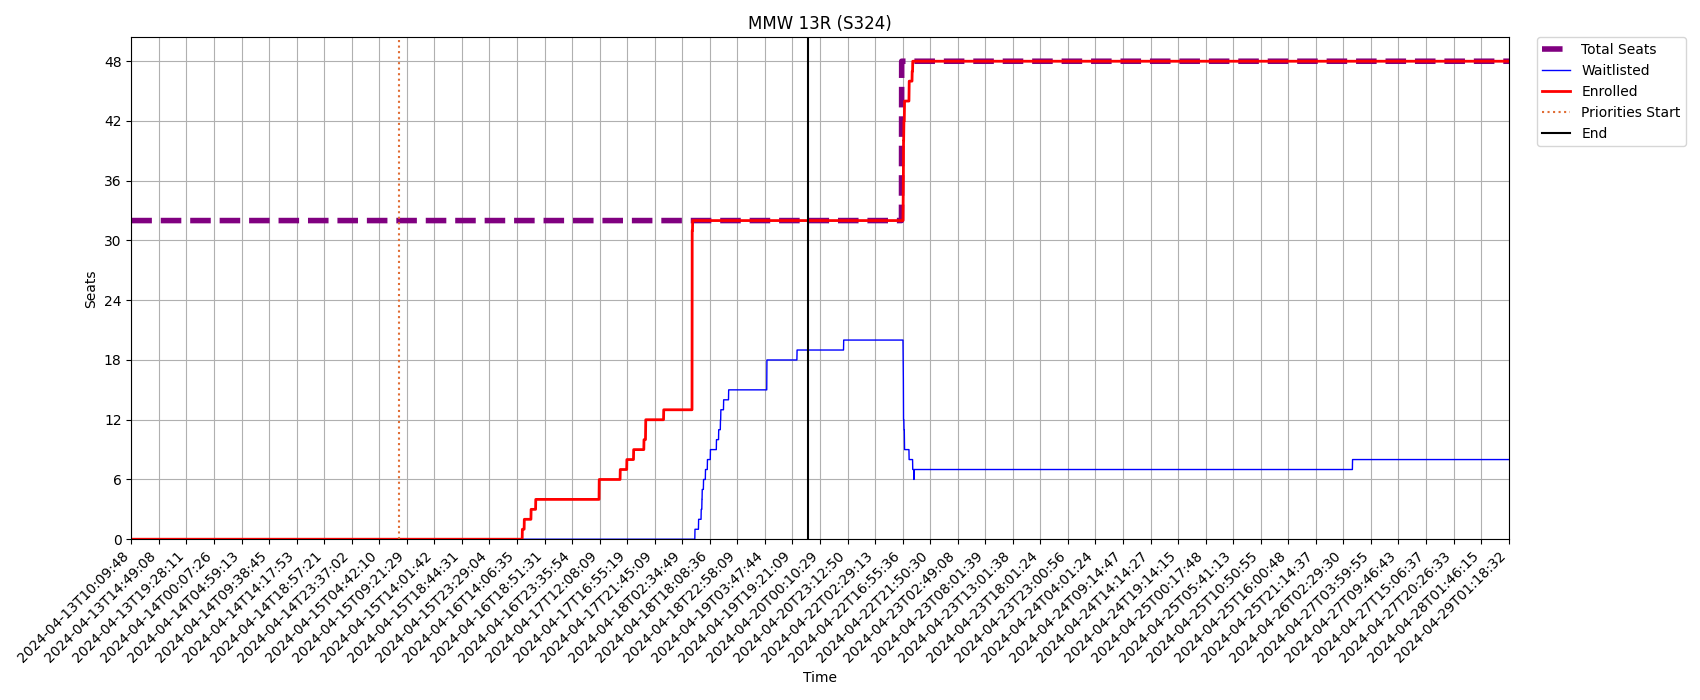 MMW 13R (S324)
Total Seats
Waitlisted
Enrolled
Priorities Start
End
Seats
48
42
36
30
24
18
12
6
0
2024-04-13T10:09:48
2024-04-13T14:49:08
2024-04-13T19:28:11
2024-04-14T00:07:26
2024-04-14T04:59:13
2024-04-14T09:38:45
2024-04-14T14:17:53
2024-04-14T18:57:21
2024-04-14T23:37:02
2024-04-15T04:42:10
2024-04-15T09:21:29
2024-04-15T14:01:42
2024-04-15T18:44:31
2024-04-15T23:29:04
2024-04-16T14:06:35
2024-04-16T18:51:31
2024-04-16T23:35:54
2024-04-17T12:08:09
2024-04-17T16:55:19
2024-04-17T21:45:09
2024-04-18T02:34:49
2024-04-18T18:08:36
2024-04-18T22:58:09
2024-04-19T03:47:44
2024-04-19T19:21:09
2024-04-20T00:10:29
2024-04-20T23:12:50
2024-04-22T02:29:13
2024-04-22T16:55:36
2024-04-22T21:50:30
2024-04-23T02:49:08
2024-04-23T08:01:39
2024-04-23T13:01:38
2024-04-23T18:01:24
2024-04-23T23:00:56
2024-04-24T04:01:24
2024-04-24T09:14:47
2024-04-24T14:14:27
2024-04-24T19:14:15
2024-04-25T00:17:48
2024-04-25T05:41:13
2024-04-25T10:50:55
2024-04-25T16:00:48
2024-04-25T21:14:37
2024-04-26T02:29:30
2024-04-27T03:59:55
2024-04-27T09:46:43
2024-04-27T15:06:37
2024-04-27T20:26:33
2024-04-28T01:46:15
2024-04-29T01:18:32
Time